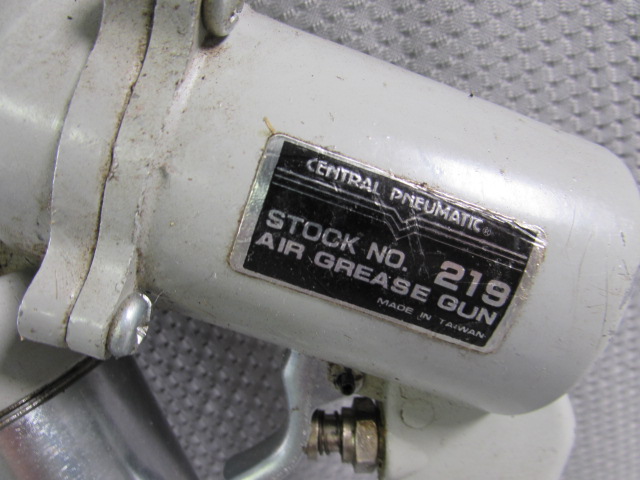 CENTRAL PNEUMATIC®
STOCK NO. 219
AIR GREASE GUN
MADE IN TAIWAN